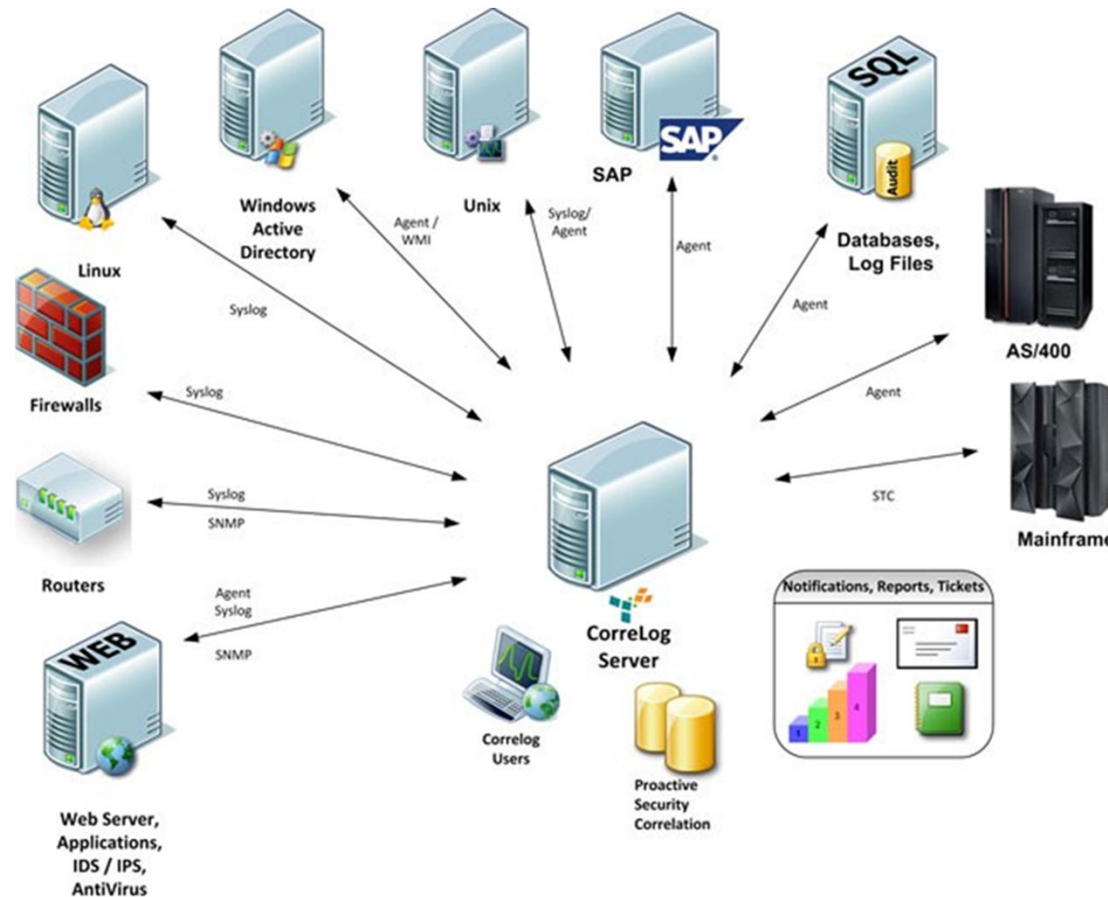 SQL
Audit
SAP
SAP
Linux
Windows
Active
Directory
Agent /
WMI
Unix
Syslog/
Agent
Agent
Databases,
Log Files
Syslog
Agent
AS/400
Firewalls
Syslog
Agent
Syslog
SNMP
STC
Mainframe
Routers
Agent
Syslog
SNMP
WEB
CorreLog
Server
Notifications, Reports, Tickets
1
2
3
4
Correlog
Users
Proactive
Security
Correlation
Web Server,
Applications,
IDS / IPS,
AntiVirus